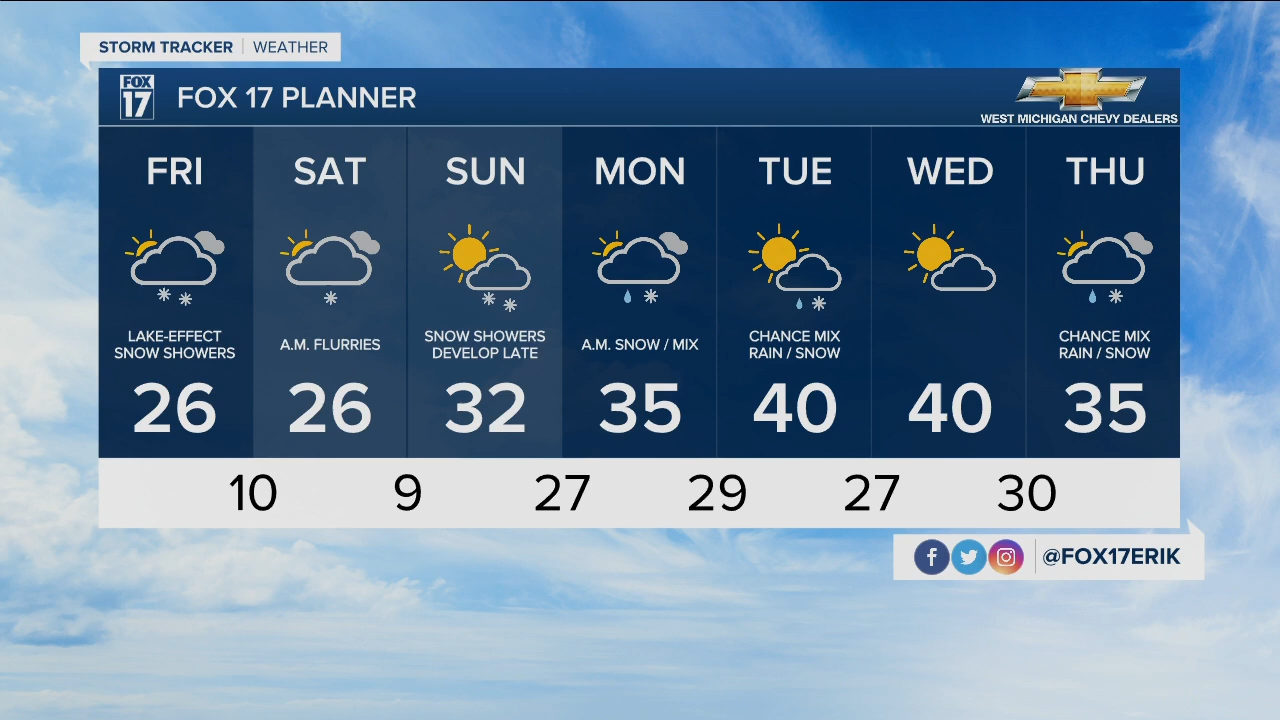 STORM TRACKER | WEATHER
FOX
17
FOX 17 PLANNER
WEST MICHIGAN CHEVY DEALERS
FRI SAT SUN MON TUE WED THU
LAKE-EFFECT
SNOW SHOWERS
A.M. FLURRIES
SNOW SHOWERS
DEVELOP LATE
A.M. SNOW / MIX
CHANCE MIX
RAIN / SNOW
CHANCE MIX
RAIN / SNOW
26 26 32 35 40 40 35
10 9 27 29 27 30
@FOX17ERIK